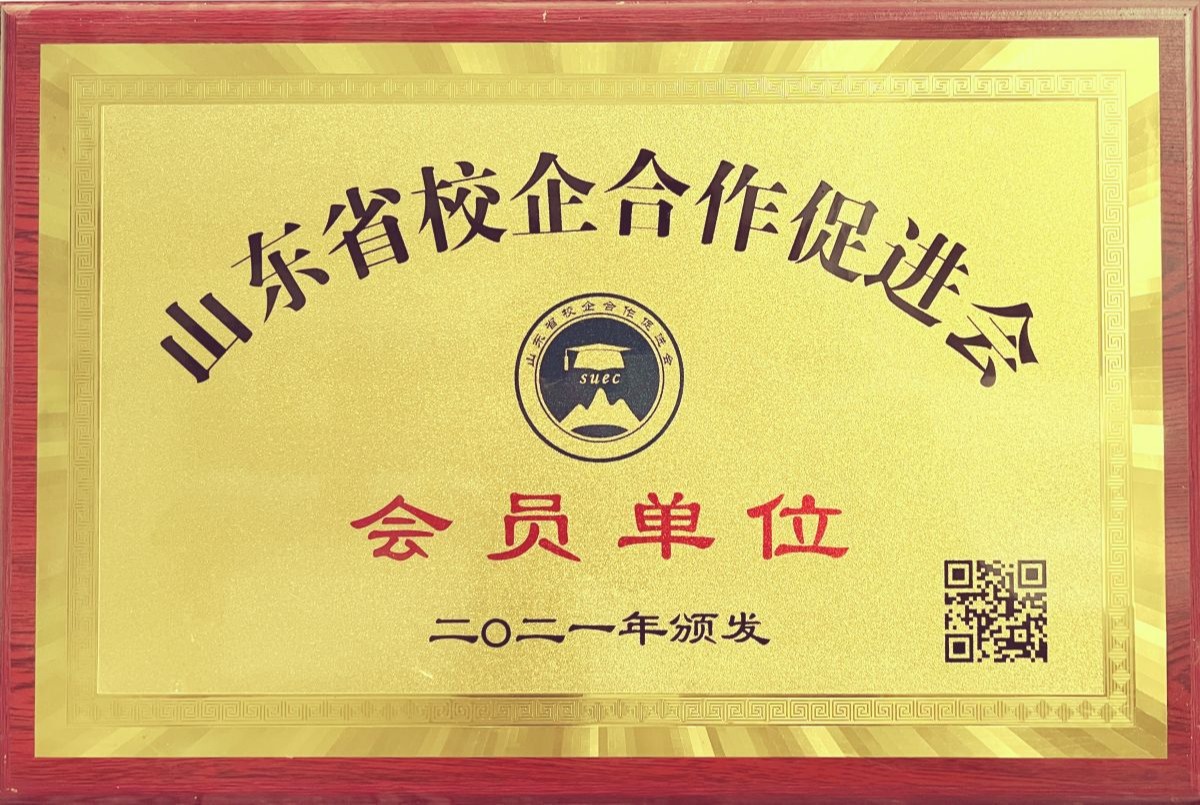 山东省校企合作促进会
山东省校企合作促进会
suec
会员单位
二〇二一年颁发